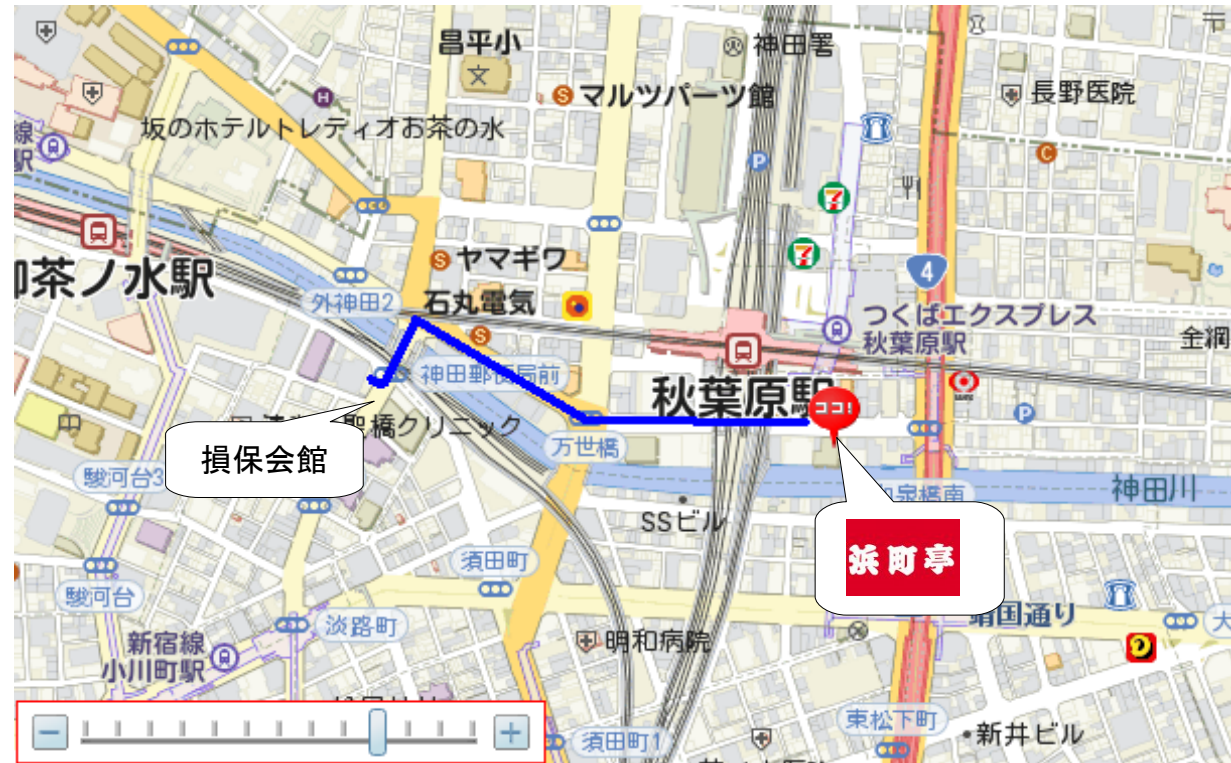 昌平小
神田署
長野医院
マルツパーツ館
坂のホテルトレディオお茶の水
線
駅
ヤマギワ
4
茶ノ水駅
外神田2
石丸電気
つくばエクスプレス
秋葉原駅
金綱
神田郵便局前
秋葉原駅
ココ!
聖橋クリニック
損保会館
万世橋
駿河台3
泉橋南
神田川
SSビル
浜町亭
須田町
駿河台
淡路町
靖国通り
大
新宿線
小川町駅
明和病院
東松下町
新井ビル
須田町1